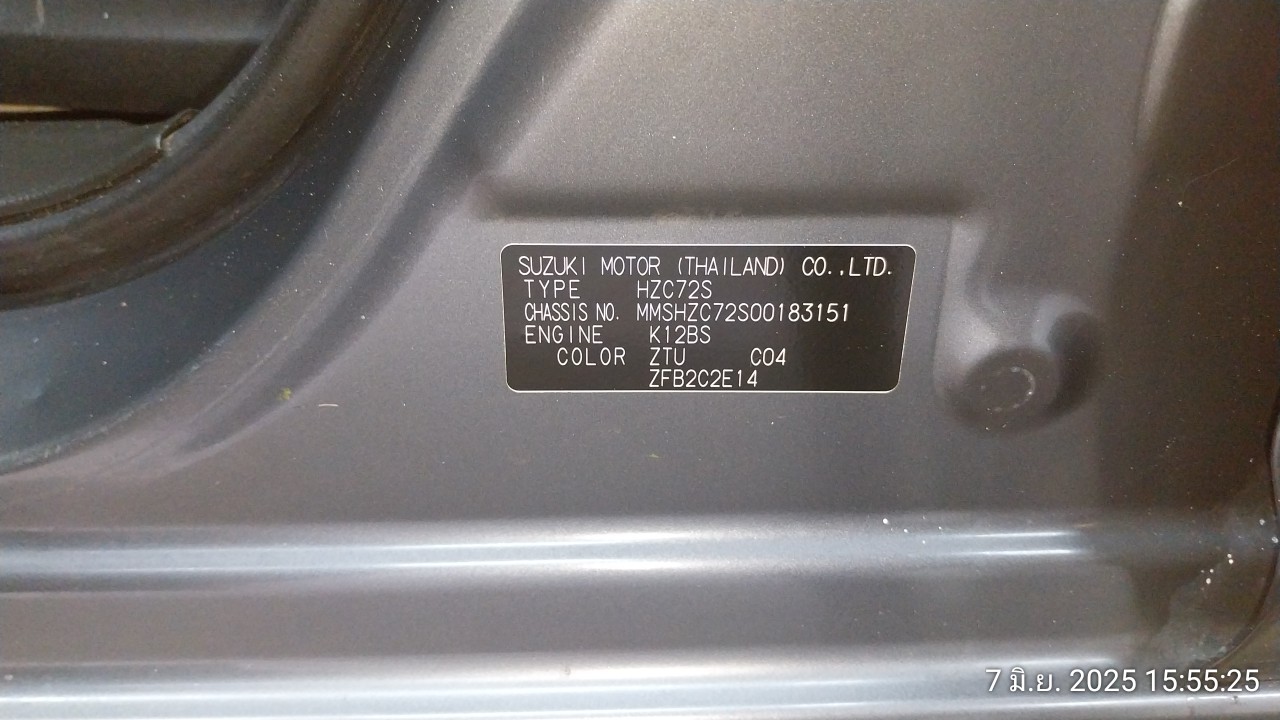 SUZUKI MOTOR (THAILAND) CO.,LTD.
TYPE HZC72S
CHASSIS NO. MMSHZC72S00183151
ENGINE K12BS
COLOR ZTU C04
ZFB2C2E14
7 มิ.ย. 2025 15:55:25